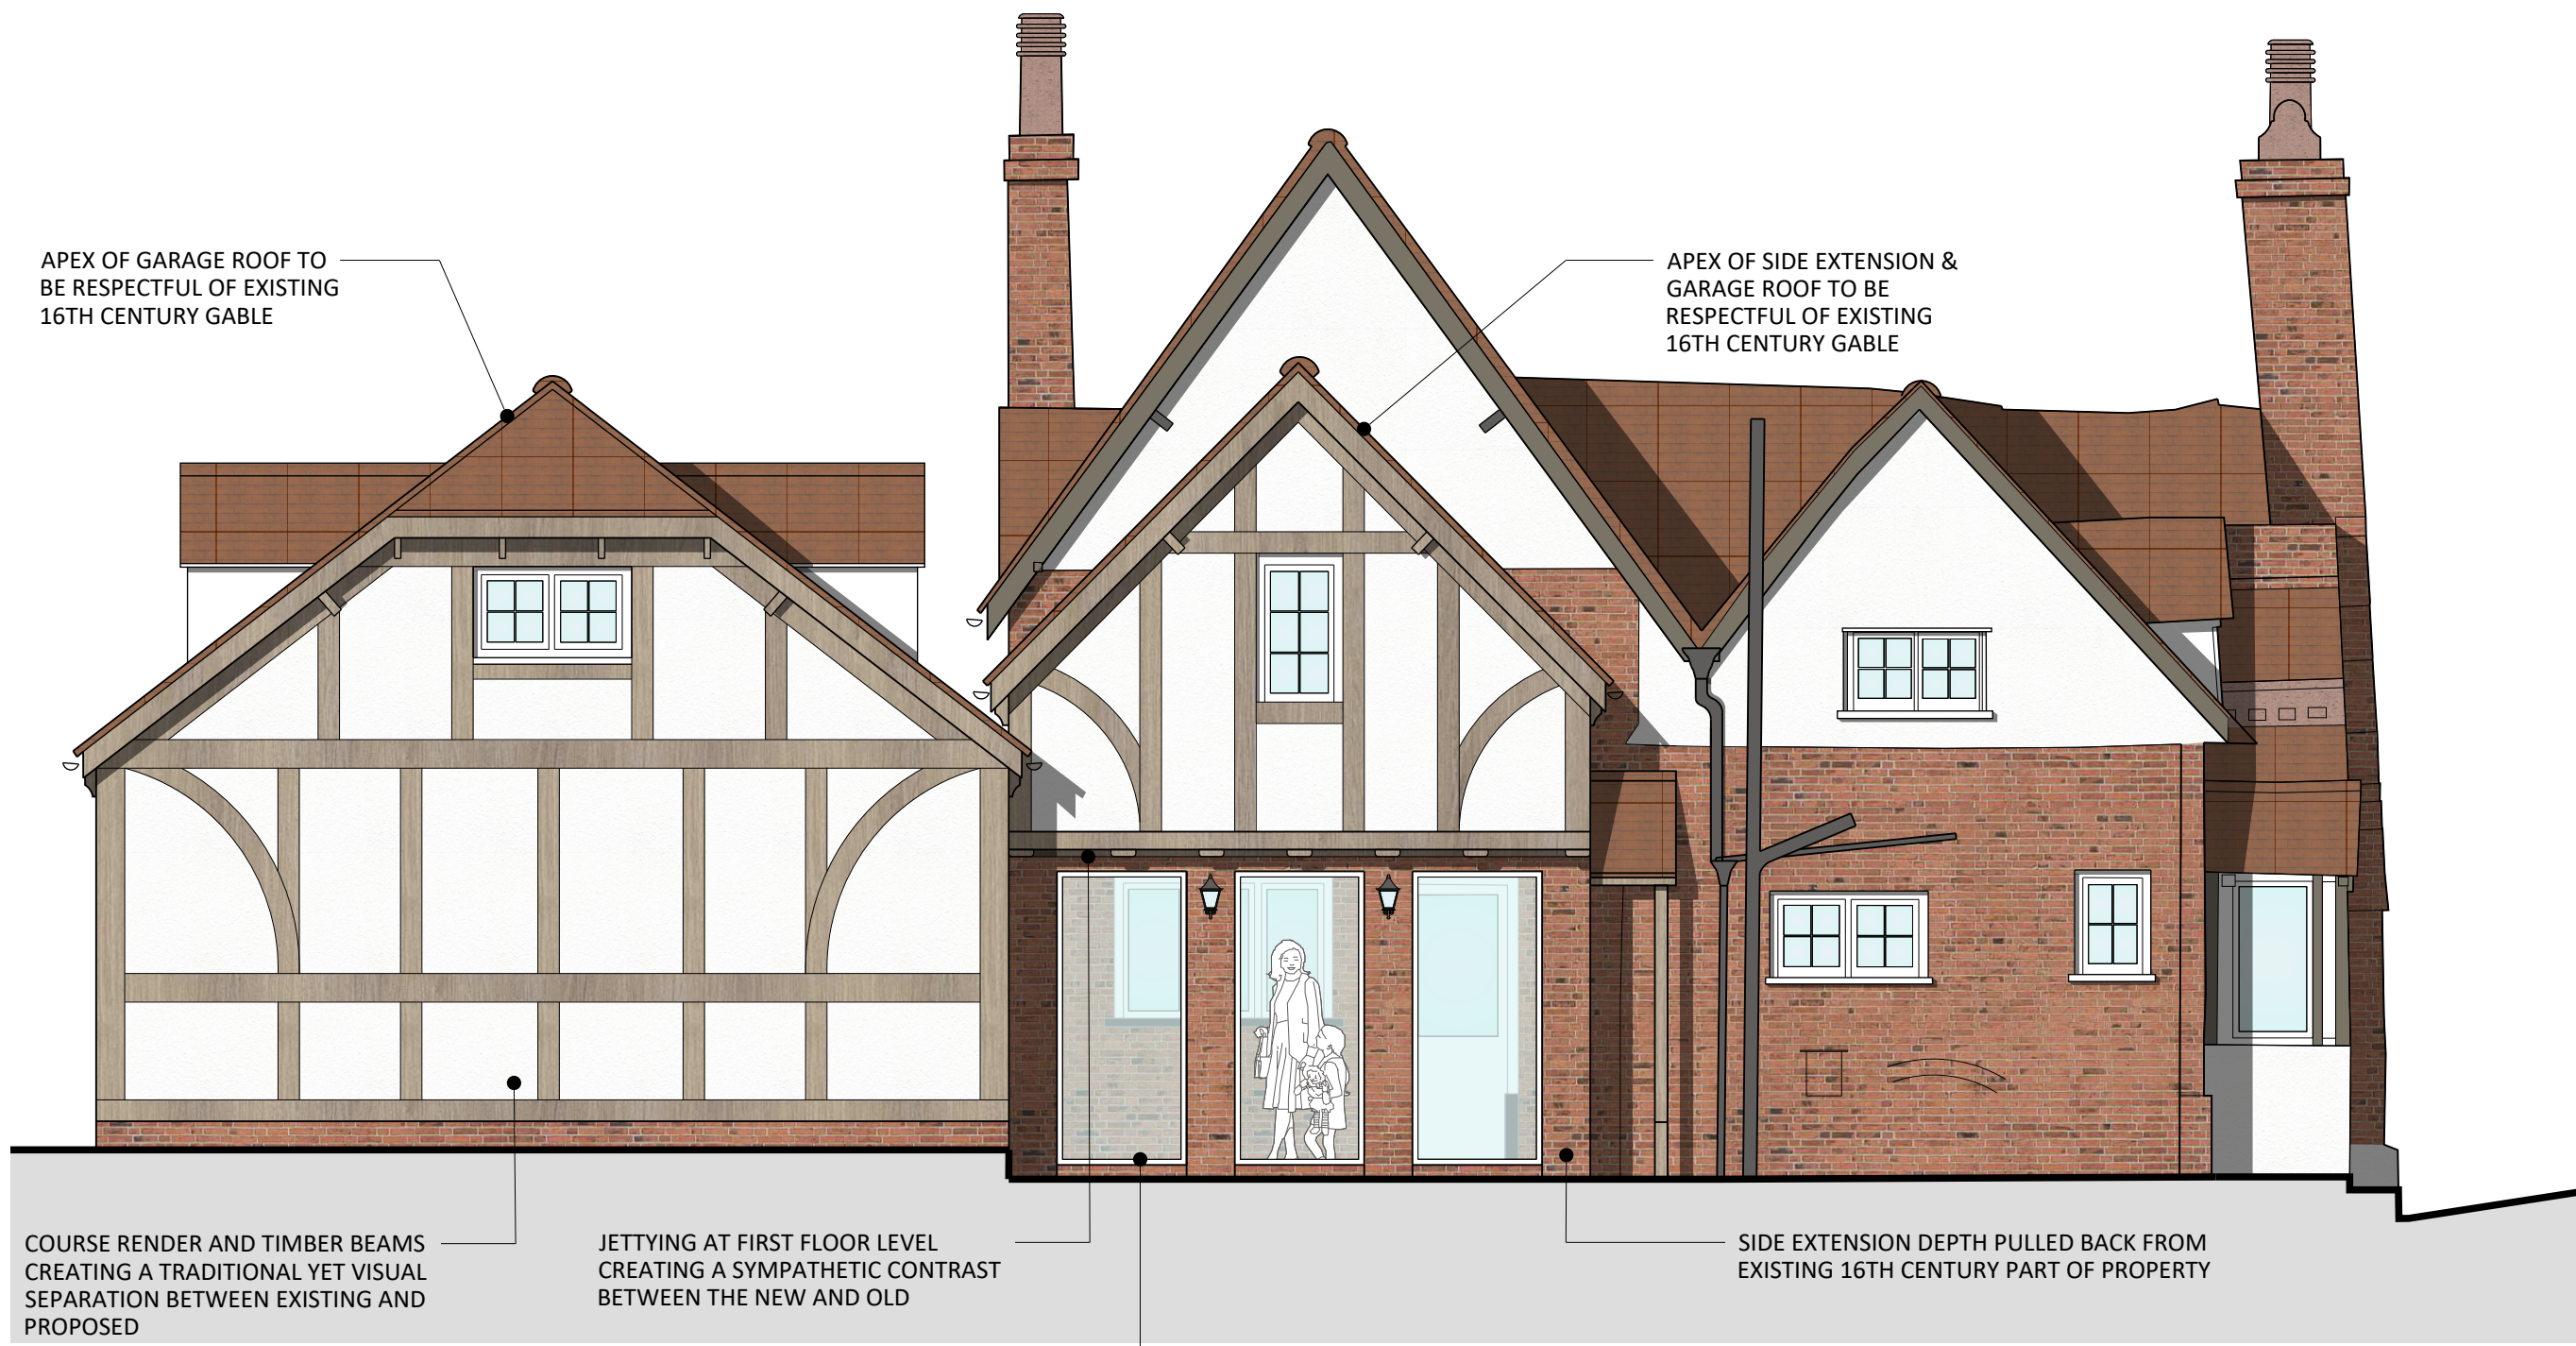 APEX OF GARAGE ROOF TO
BE RESPECTFUL OF EXISTING
16TH CENTURY GABLE
APEX OF SIDE EXTENSION &
GARAGE ROOF TO BE
RESPECTFUL OF EXISTING
16TH CENTURY GABLE
COURSE RENDER AND TIMBER BEAMS
CREATING A TRADITIONAL YET VISUAL
SEPARATION BETWEEN EXISTING AND
PROPOSED
JETTYING AT FIRST FLOOR LEVEL
CREATING A SYMPATHETIC CONTRAST
BETWEEN THE NEW AND OLD
SIDE EXTENSION DEPTH PULLED BACK FROM
EXISTING 16TH CENTURY PART OF PROPERTY